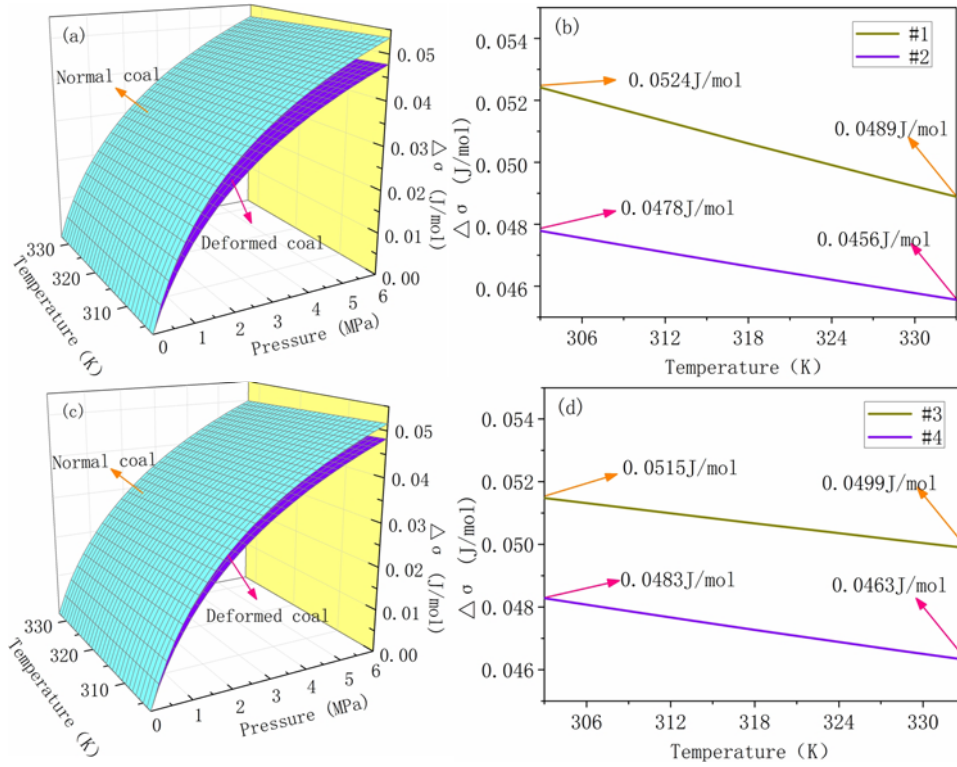 (a)
Normal coal
Deformed coal
330
320
310
Temperature (K)
0
1
2
3
4
5
6
Pressure (MPa)
0.05
0.04
0.03
0.02
0.01
0.00
△σ (J/mol)
(b)
#1
#2
0.0524J/mol
0.0489J/mol
0.0478J/mol
0.0456J/mol
0.054
0.052
0.050
0.048
0.046
△σ (J/mol)
306
312
318
324
330
Temperature (K)
(c)
Normal coal
Deformed coal
330
320
310
Temperature (K)
0
1
2
3
4
5
6
Pressure (MPa)
0.05
0.04
0.03
0.02
0.01
0.00
△σ (J/mol)
(d)
#3
#4
0.0515J/mol
0.0499J/mol
0.0483J/mol
0.0463J/mol
0.054
0.052
0.050
0.048
0.046
△σ (J/mol)
306
312
318
324
330
Temperature (K)